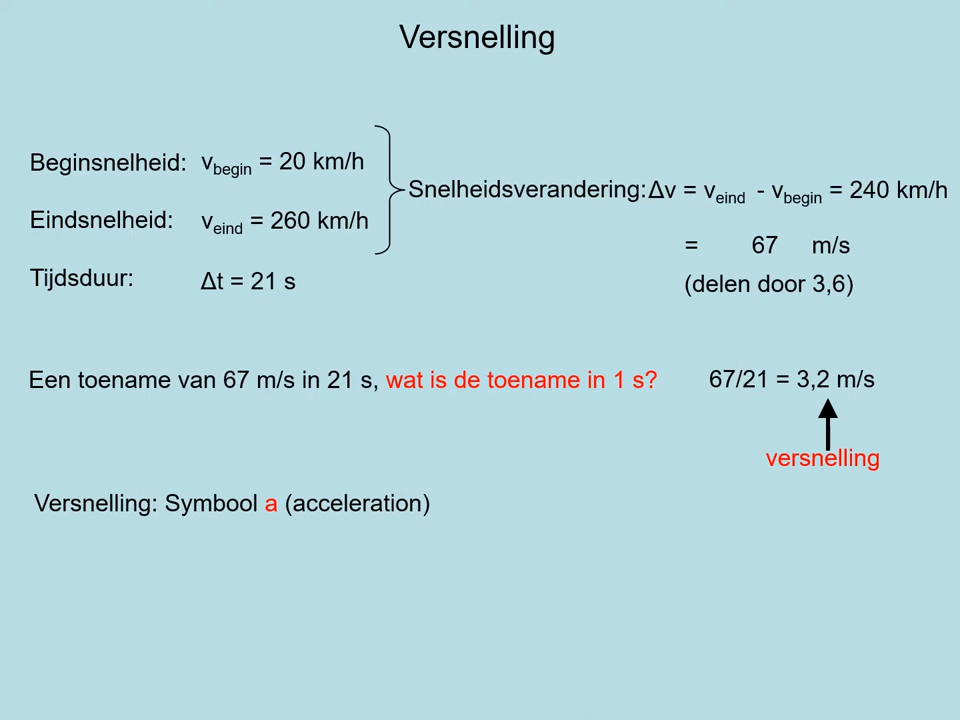 Versnelling
Beginsnelheid: vbegin = 20 km/h
Eindsnelheid: veind = 260 km/h
Tijdsduur: Δt = 21 s
Snelheidsverandering: Δv = veind - vbegin = 240 km/h
= 67 m/s
(delen door 3,6)
Een toename van 67 m/s in 21 s, wat is de toename in 1 s? 67/21 = 3,2 m/s
versnelling
Versnelling: Symbool a (acceleration)